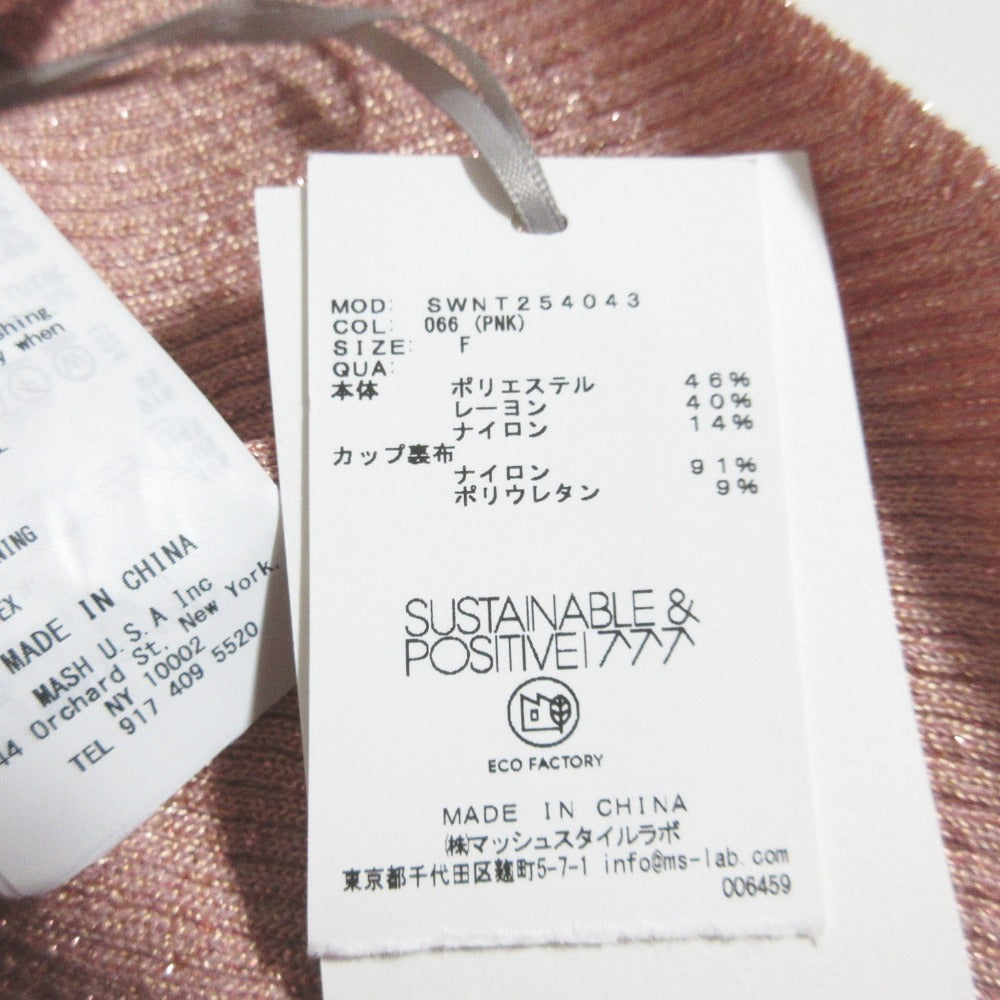 MOD: SWNT254043
COL: 066 (PNK)
SIZE: F
QUA:
本体 ポリエステル 46%
レーヨン 40%
ナイロン 14%
カップ裏布
ナイロン 91%
ポリウレタン 9%
SUSTAINABLE &
POSITIVE! 777
ECO FACTORY
MADE IN CHINA
㈱マッシュスタイルラボ
東京都千代田区麹町5-7-1 info@ms-lab.com
006459
when
MADE IN CHINA
MASH U.S.A Inc
44 Orchard St. New York,
NY 10002
TEL 917 409 5520